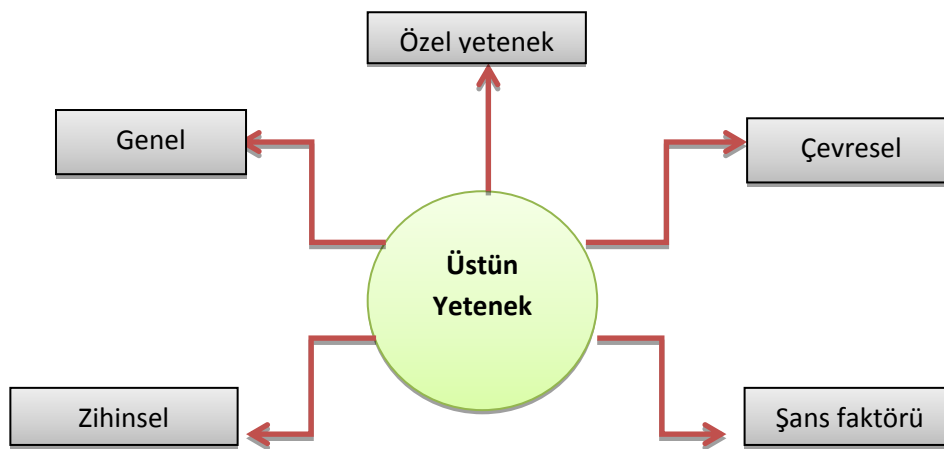 Özel yetenek
Genel
Çevresel
Üstün
Yetenek
Zihinsel
Şans faktörü